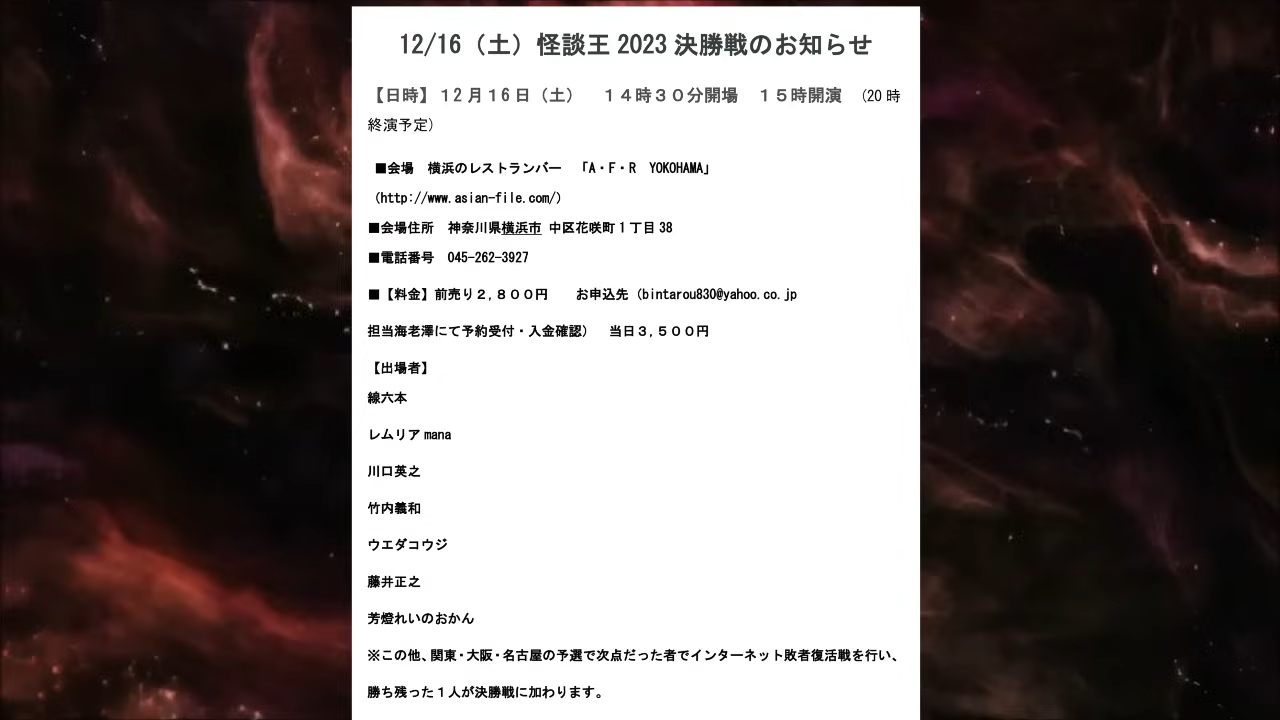 12/16（土）怪談王 2023 決勝戦のお知らせ
【日時】１２月１６日（土）　１４時３０分開場　１５時開演　（20 時
終演予定）
■会場　横浜のレストランバー　「A・F・R　YOKOHAMA」
（http://www.asian-file.com/）
■会場住所　神奈川県横浜市 中区花咲町 1 丁目 38
■電話番号　045-262-3927
■【料金】前売り２,８００円　　お申込先（bintarou830@yahoo.co.jp
担当海老澤にて予約受付・入金確認）　当日３,５００円
【出場者】
線六本
レムリア mana
川口英之
竹内義和
ウエダコウジ
藤井正之
芳燈れいのおかん
※この他、関東・大阪・名古屋の予選で次点だった者でインターネット敗者復活戦を行い、
勝ち残った１人が決勝戦に加わります。